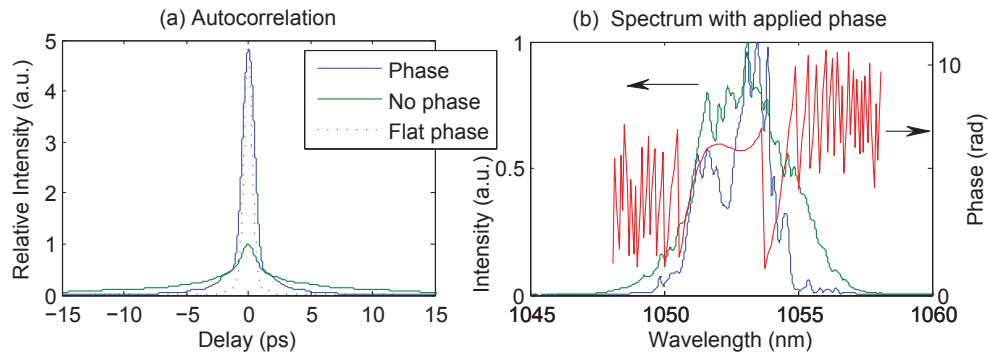 (a) Autocorrelation
Relative Intensity (a.u.)
5
4
3
2
1
0
−15
−10
−5
0
5
10
15
Delay (ps)
Phase
No phase
Flat phase
(b) Spectrum with applied phase
Intensity (a.u.)
1
0.5
0
1045
1050
1055
1060
Wavelength (nm)
10
5
0
Phase (rad)